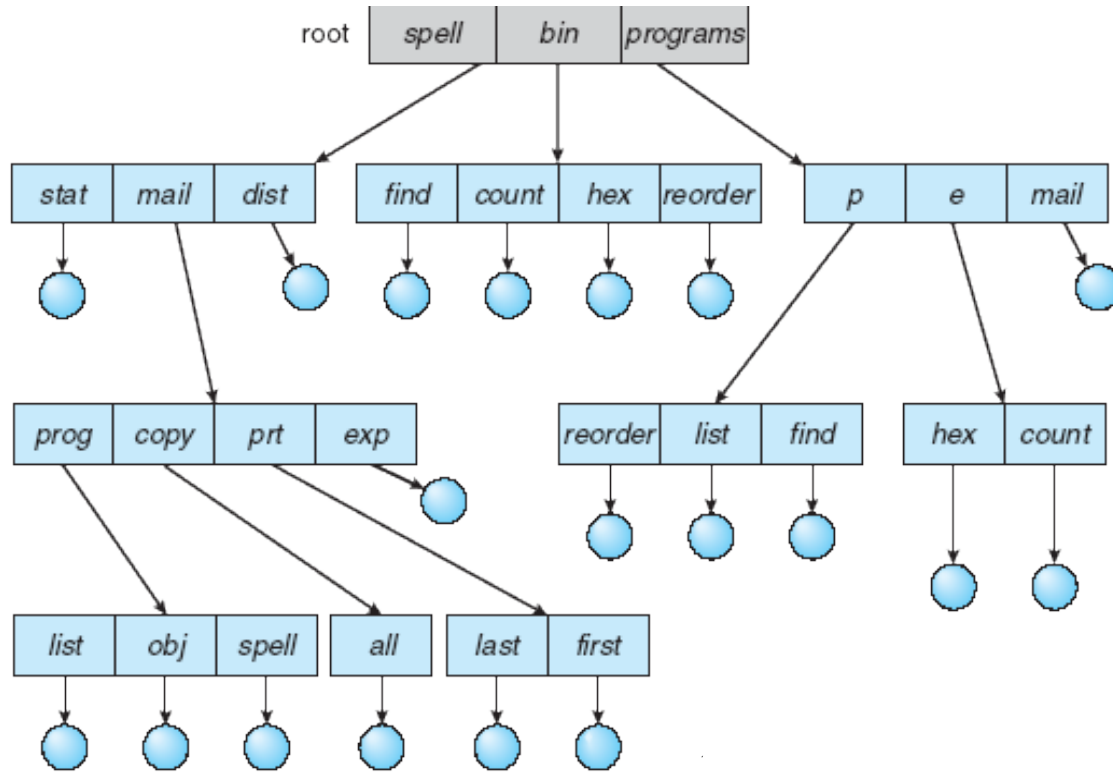 root spell bin programs
stat mail dist find count hex reorder p e mail
prog copy prt exp reorder list find hex count
list obj spell all last first